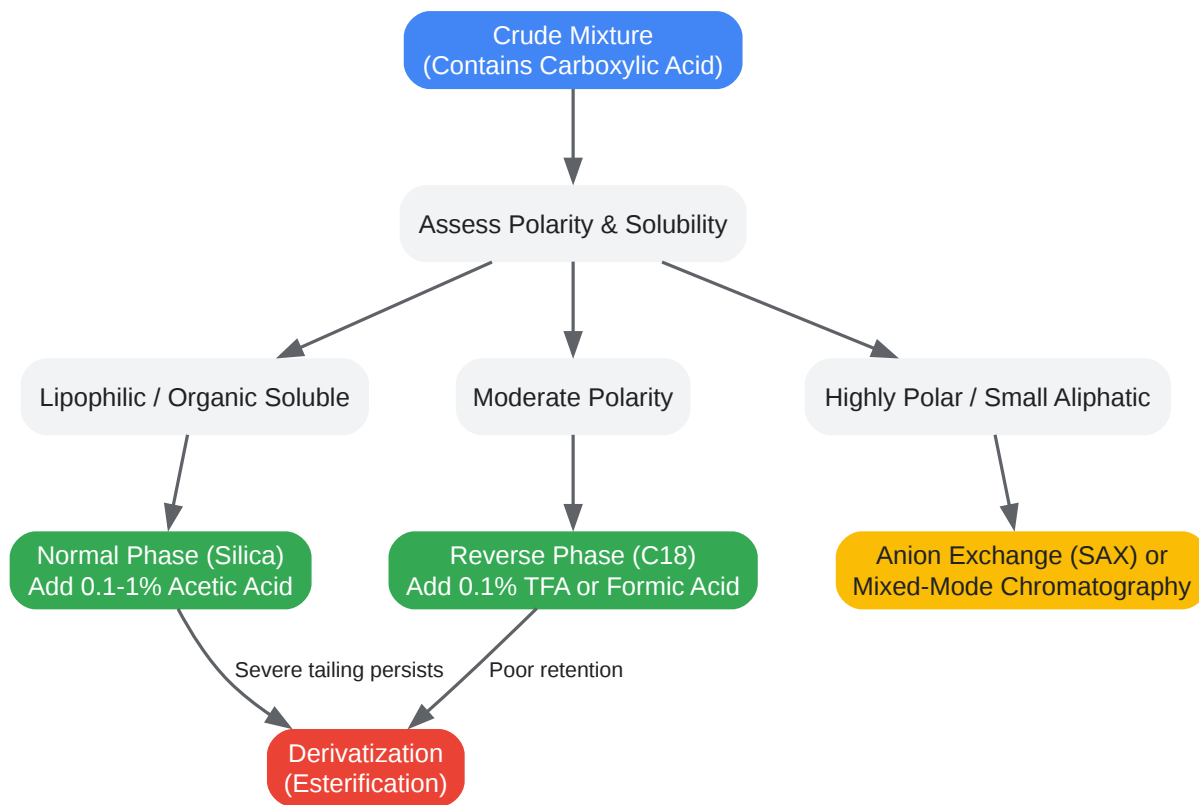 Crude Mixture
(Contains Carboxylic Acid)
Assess Polarity & Solubility
Lipophilic / Organic Soluble
Moderate Polarity
Highly Polar / Small Aliphatic
Normal Phase (Silica)
Add 0.1-1% Acetic Acid
Reverse Phase (C18)
Add 0.1% TFA or Formic Acid
Anion Exchange (SAX) or
Mixed-Mode Chromatography
Severe tailing persists
Poor retention
Derivatization
(Esterification)